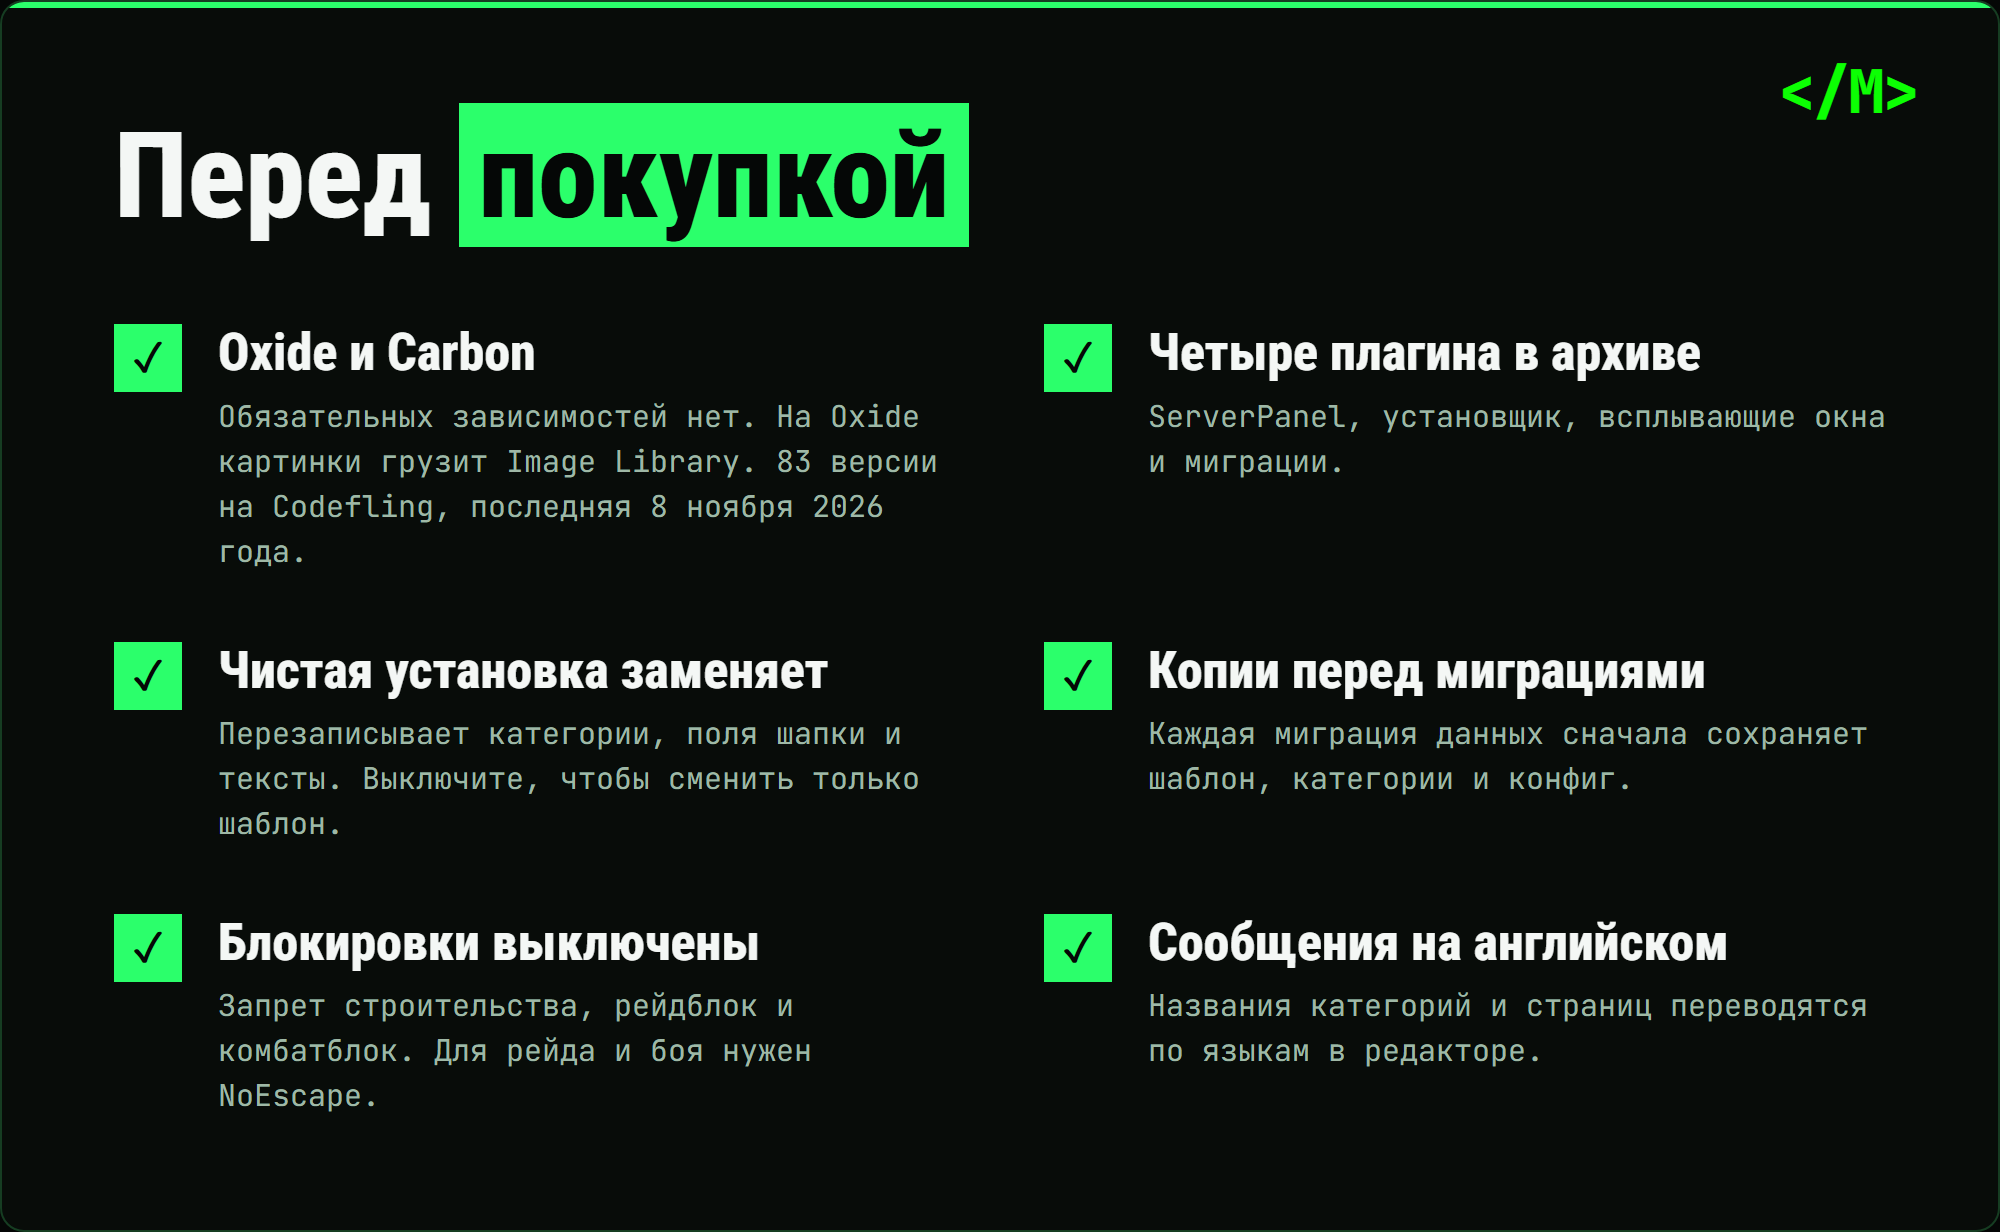 </M>
Перед покупкой
✓ Oxide и Carbon
Обязательных зависимостей нет. На Oxide
картинки грузит Image Library. 83 версии
на Codefling, последняя 8 ноября 2026
года.
✓ Четыре плагина в архиве
ServerPanel, установщик, всплывающие окна
и миграции.
✓ Чистая установка заменяет
Перезаписывает категории, поля шапки и
тексты. Выключите, чтобы сменить только
шаблон.
✓ Копии перед миграциями
Каждая миграция данных сначала сохраняет
шаблон, категории и конфиг.
✓ Блокировки выключены
Запрет строительства, рейдблок и
комбатблок. Для рейда и боя нужен
NoEscape.
✓ Сообщения на английском
Названия категорий и страниц переводятся
по языкам в редакторе.